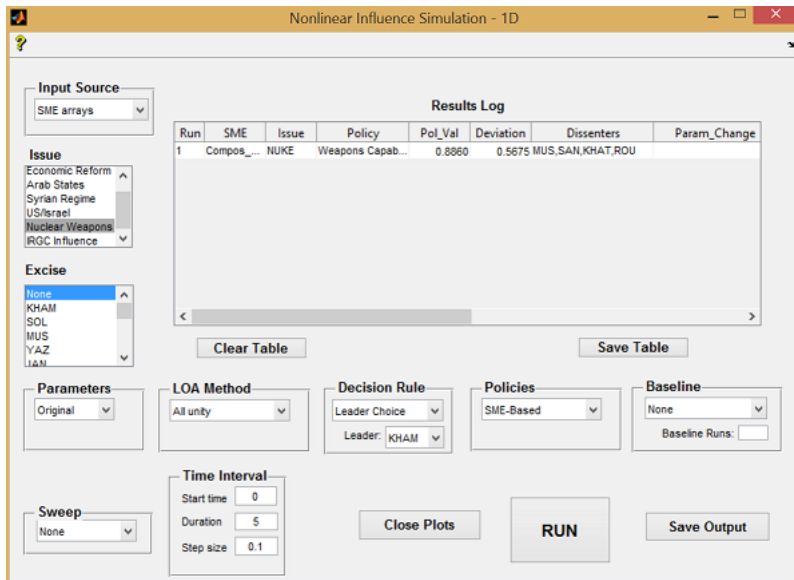 Nonlinear Influence Simulation - 1D
?
Input Source
SME arrays
Results Log
Run SME Issue Policy Pol_Val Deviation Dissenters Param_Change
1 Compos_... NUKE Weapons Capab... 0.8860 0.5675 MUS,SAN,KHAT,ROU
Issue
Economic Reform
Arab States
Syrian Regime
US/Israel
Nuclear Weapons
IRGC Influence
Excise
None
KHAM
SOL
MUS
YAZ
JAN
Clear Table
Save Table
Parameters
Original
LOA Method
All unity
Decision Rule
Leader Choice
Leader: KHAM
Policies
SME-Based
Baseline
None
Baseline Runs:
Sweep
None
Time Interval
Start time 0
Duration 5
Step size 0.1
Close Plots
RUN
Save Output